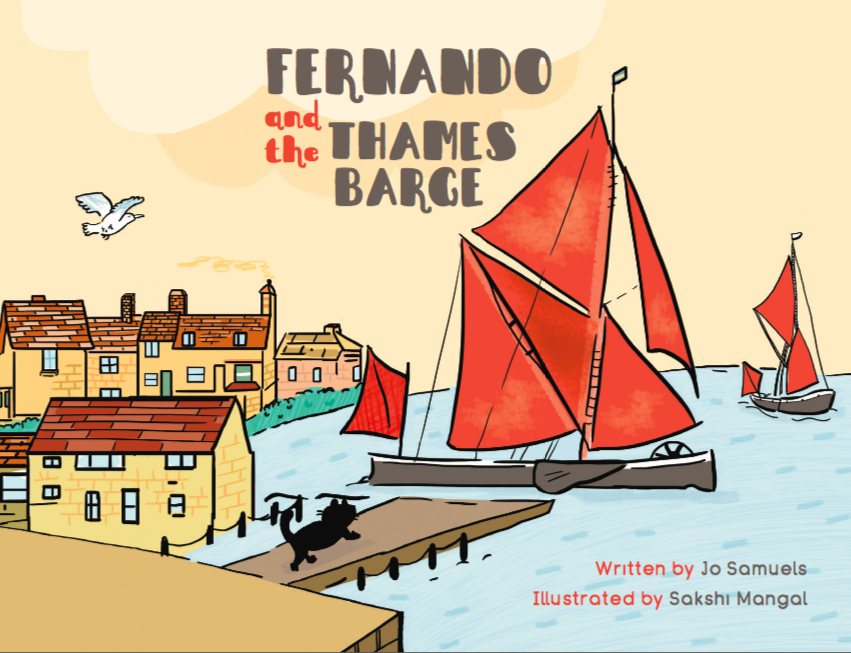 FERNANDO
and the THAMES
BARGE
Written by Jo Samuels
Illustrated by Sakshi Mangal